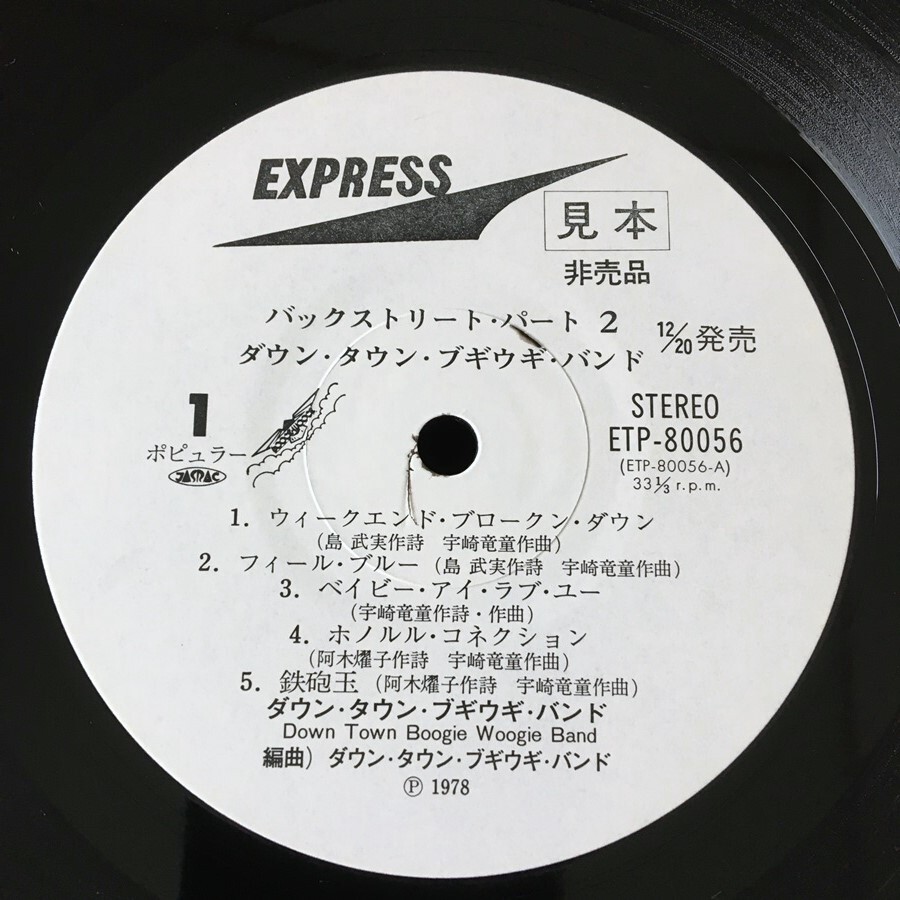 EXPRESS
見本
非売品
バックストリート・パート 2
12/20発売
ダウン・タウン・ブギウギ・バンド
1
ポピュラー
JASRAC
STEREO
ETP-80056
(ETP-80056-A)
33 1/3 r.p.m.
1. ウィークエンド・ブロークン・ダウン
(島 武実作詩 宇崎竜童作曲)
2. フィール・ブルー (島 武実作詩 宇崎竜童作曲)
3. ベイビー・アイ・ラブ・ユー
(宇崎竜童作詩・作曲)
4. ホノルル・コネクション
(阿木燿子作詩 宇崎竜童作曲)
5. 鉄砲玉 (阿木燿子作詩 宇崎竜童作曲)
ダウン・タウン・ブギウギ・バンド
Down Town Boogie Woogie Band
編曲) ダウン・タウン・ブギウギ・バンド
Ⓟ 1978